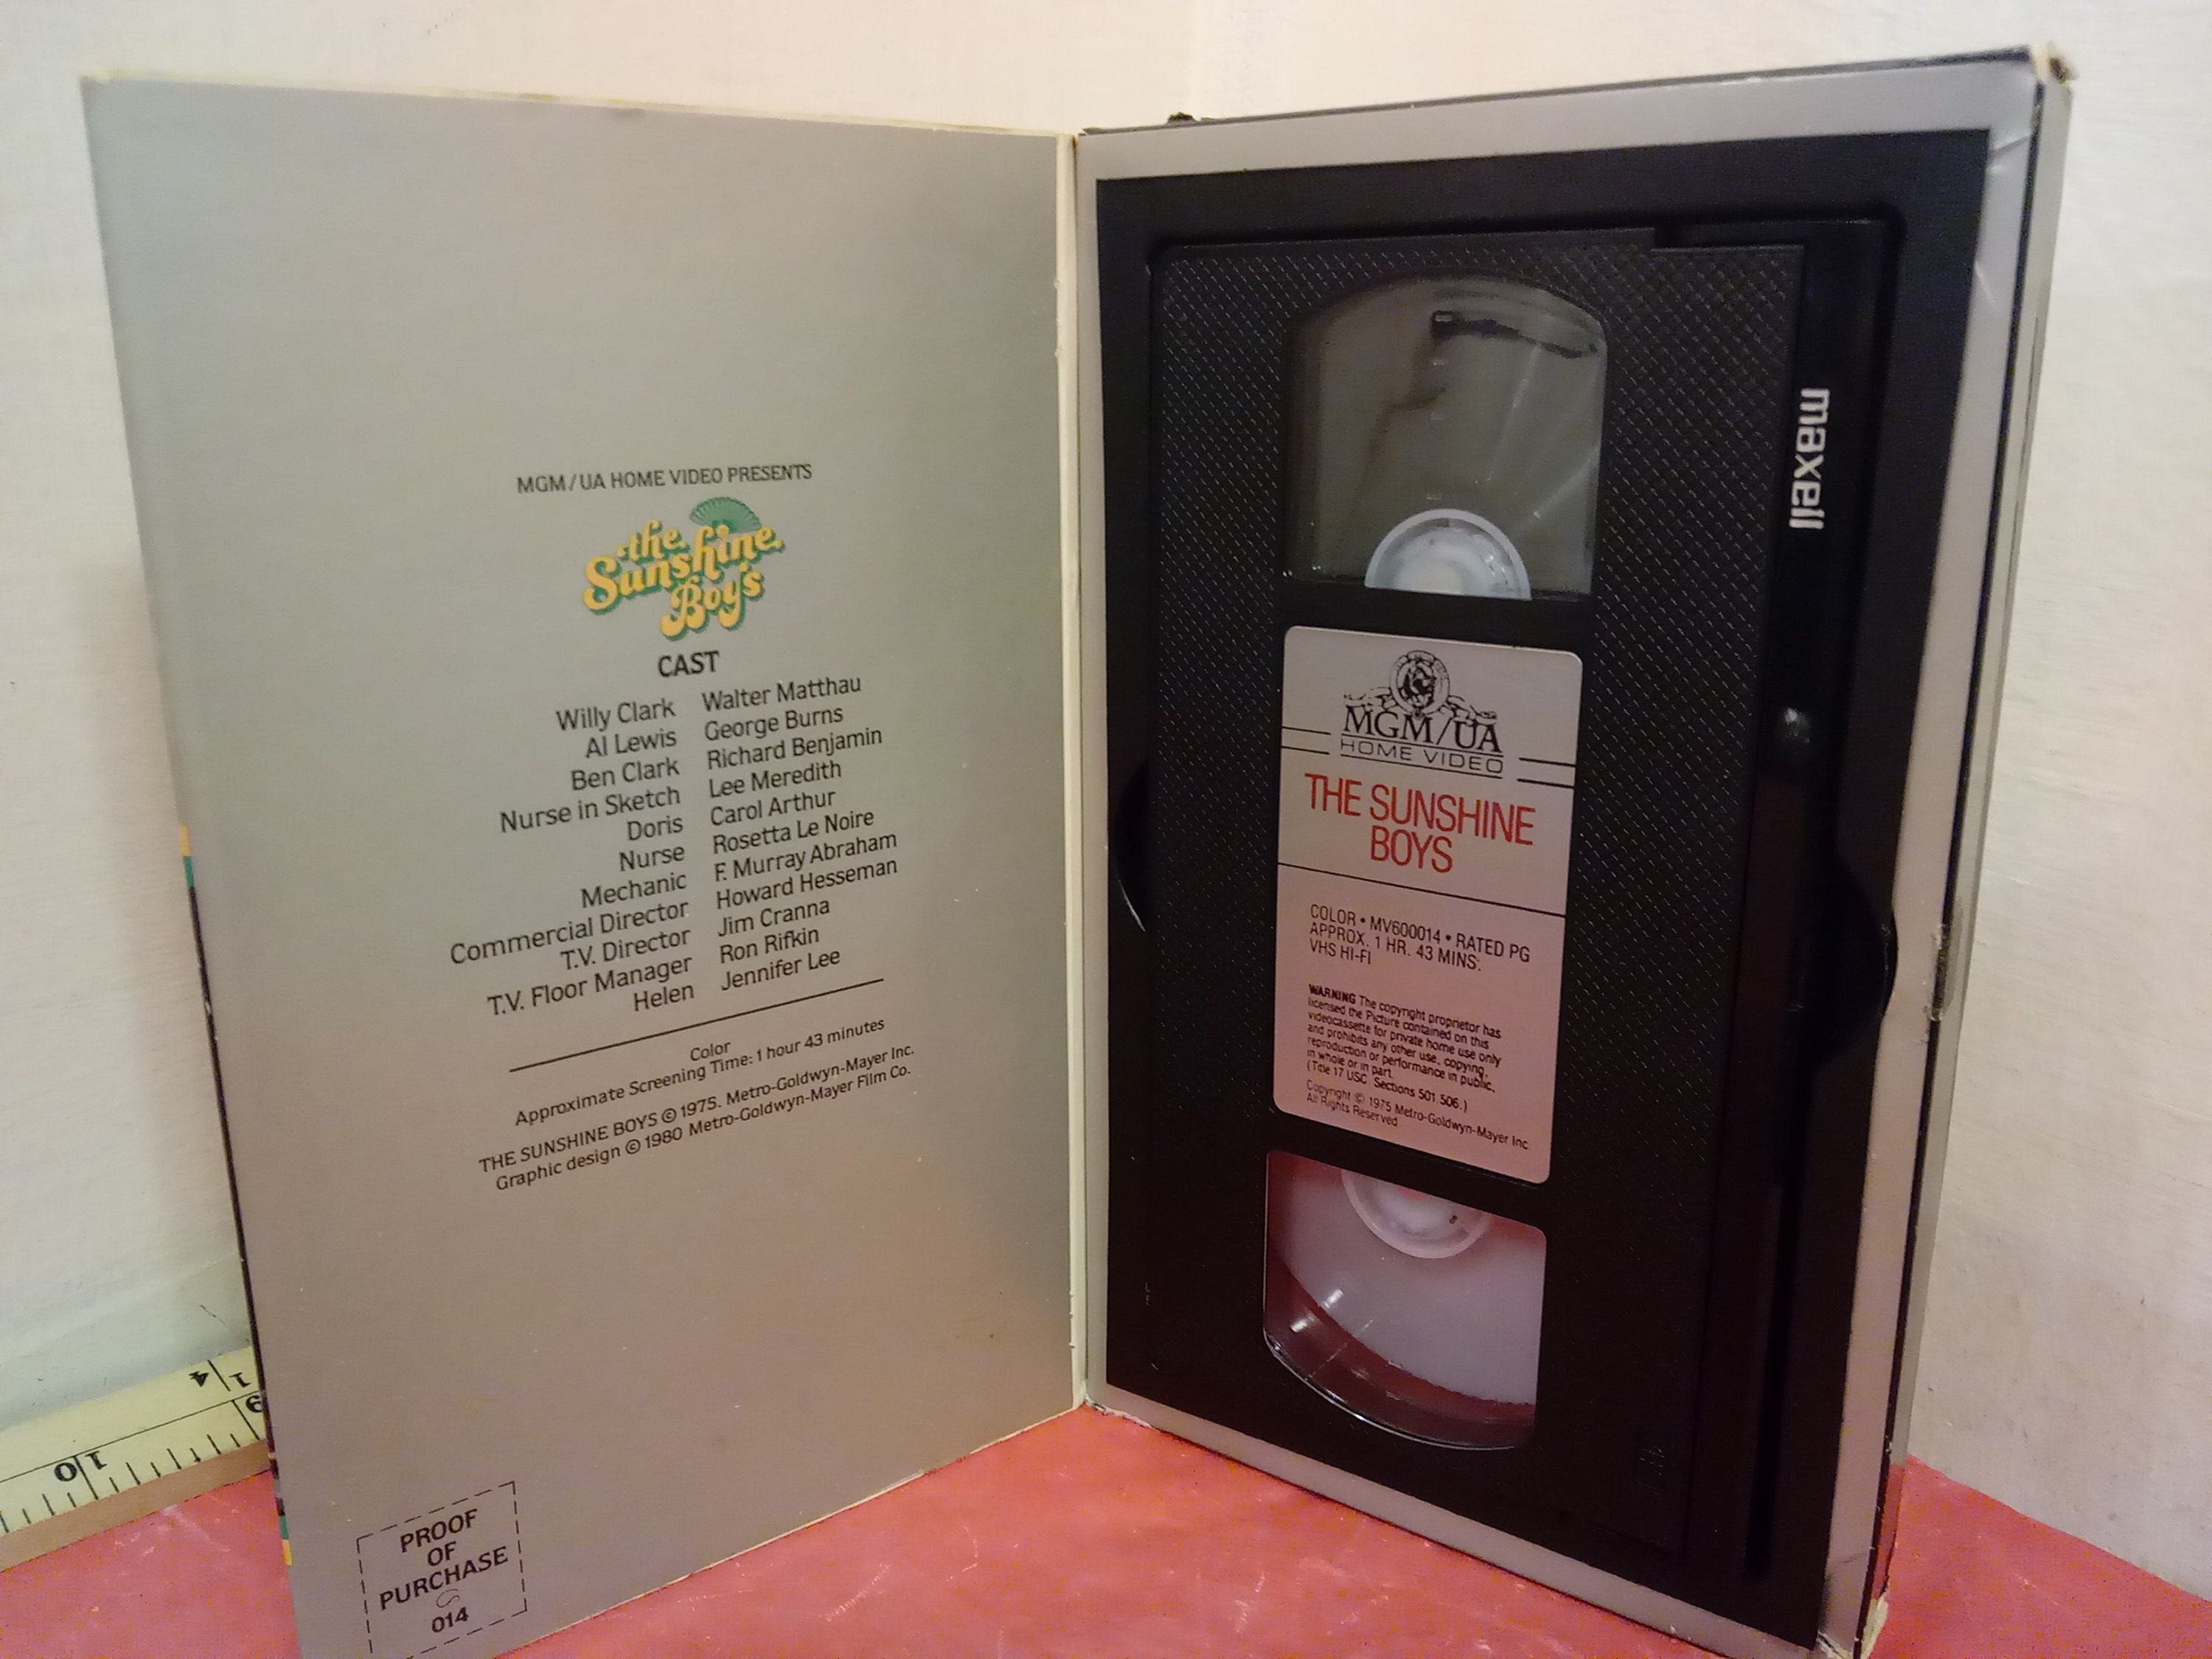 MGM/UA HOME VIDEO PRESENTS
the
Sunshine
Boys
CAST
Willy Clark Walter Matthau
Al Lewis George Burns
Ben Clark Richard Benjamin
Nurse in Sketch Lee Meredith
Doris Carol Arthur
Nurse Rosetta Le Noire
Mechanic F. Murray Abraham
Commercial Director Howard Hesseman
T.V. Director Jim Cranna
T.V. Floor Manager Ron Rifkin
Helen Jennifer Lee
Color
Approximate Screening Time: 1 hour 43 minutes
THE SUNSHINE BOYS © 1975. Metro-Goldwyn-Mayer Inc.
Graphic design © 1980 Metro-Goldwyn-Mayer Film Co.
PROOF
OF
PURCHASE
014
maxell
MGM/UA
HOME VIDEO
THE SUNSHINE
BOYS
COLOR • MV600014 • RATED PG
APPROX. 1 HR. 43 MINS.
VHS HI-FI
WARNING The copyright proprietor has
licensed the Picture contained on this
videocassette for private home use only
and prohibits any other use, copying,
reproduction or performance in public,
in whole or in part.
(Title 17 USC Sections 501 506.)
Copyright © 1975 Metro-Goldwyn-Mayer Inc.
All Rights Reserved
4 1
9
10